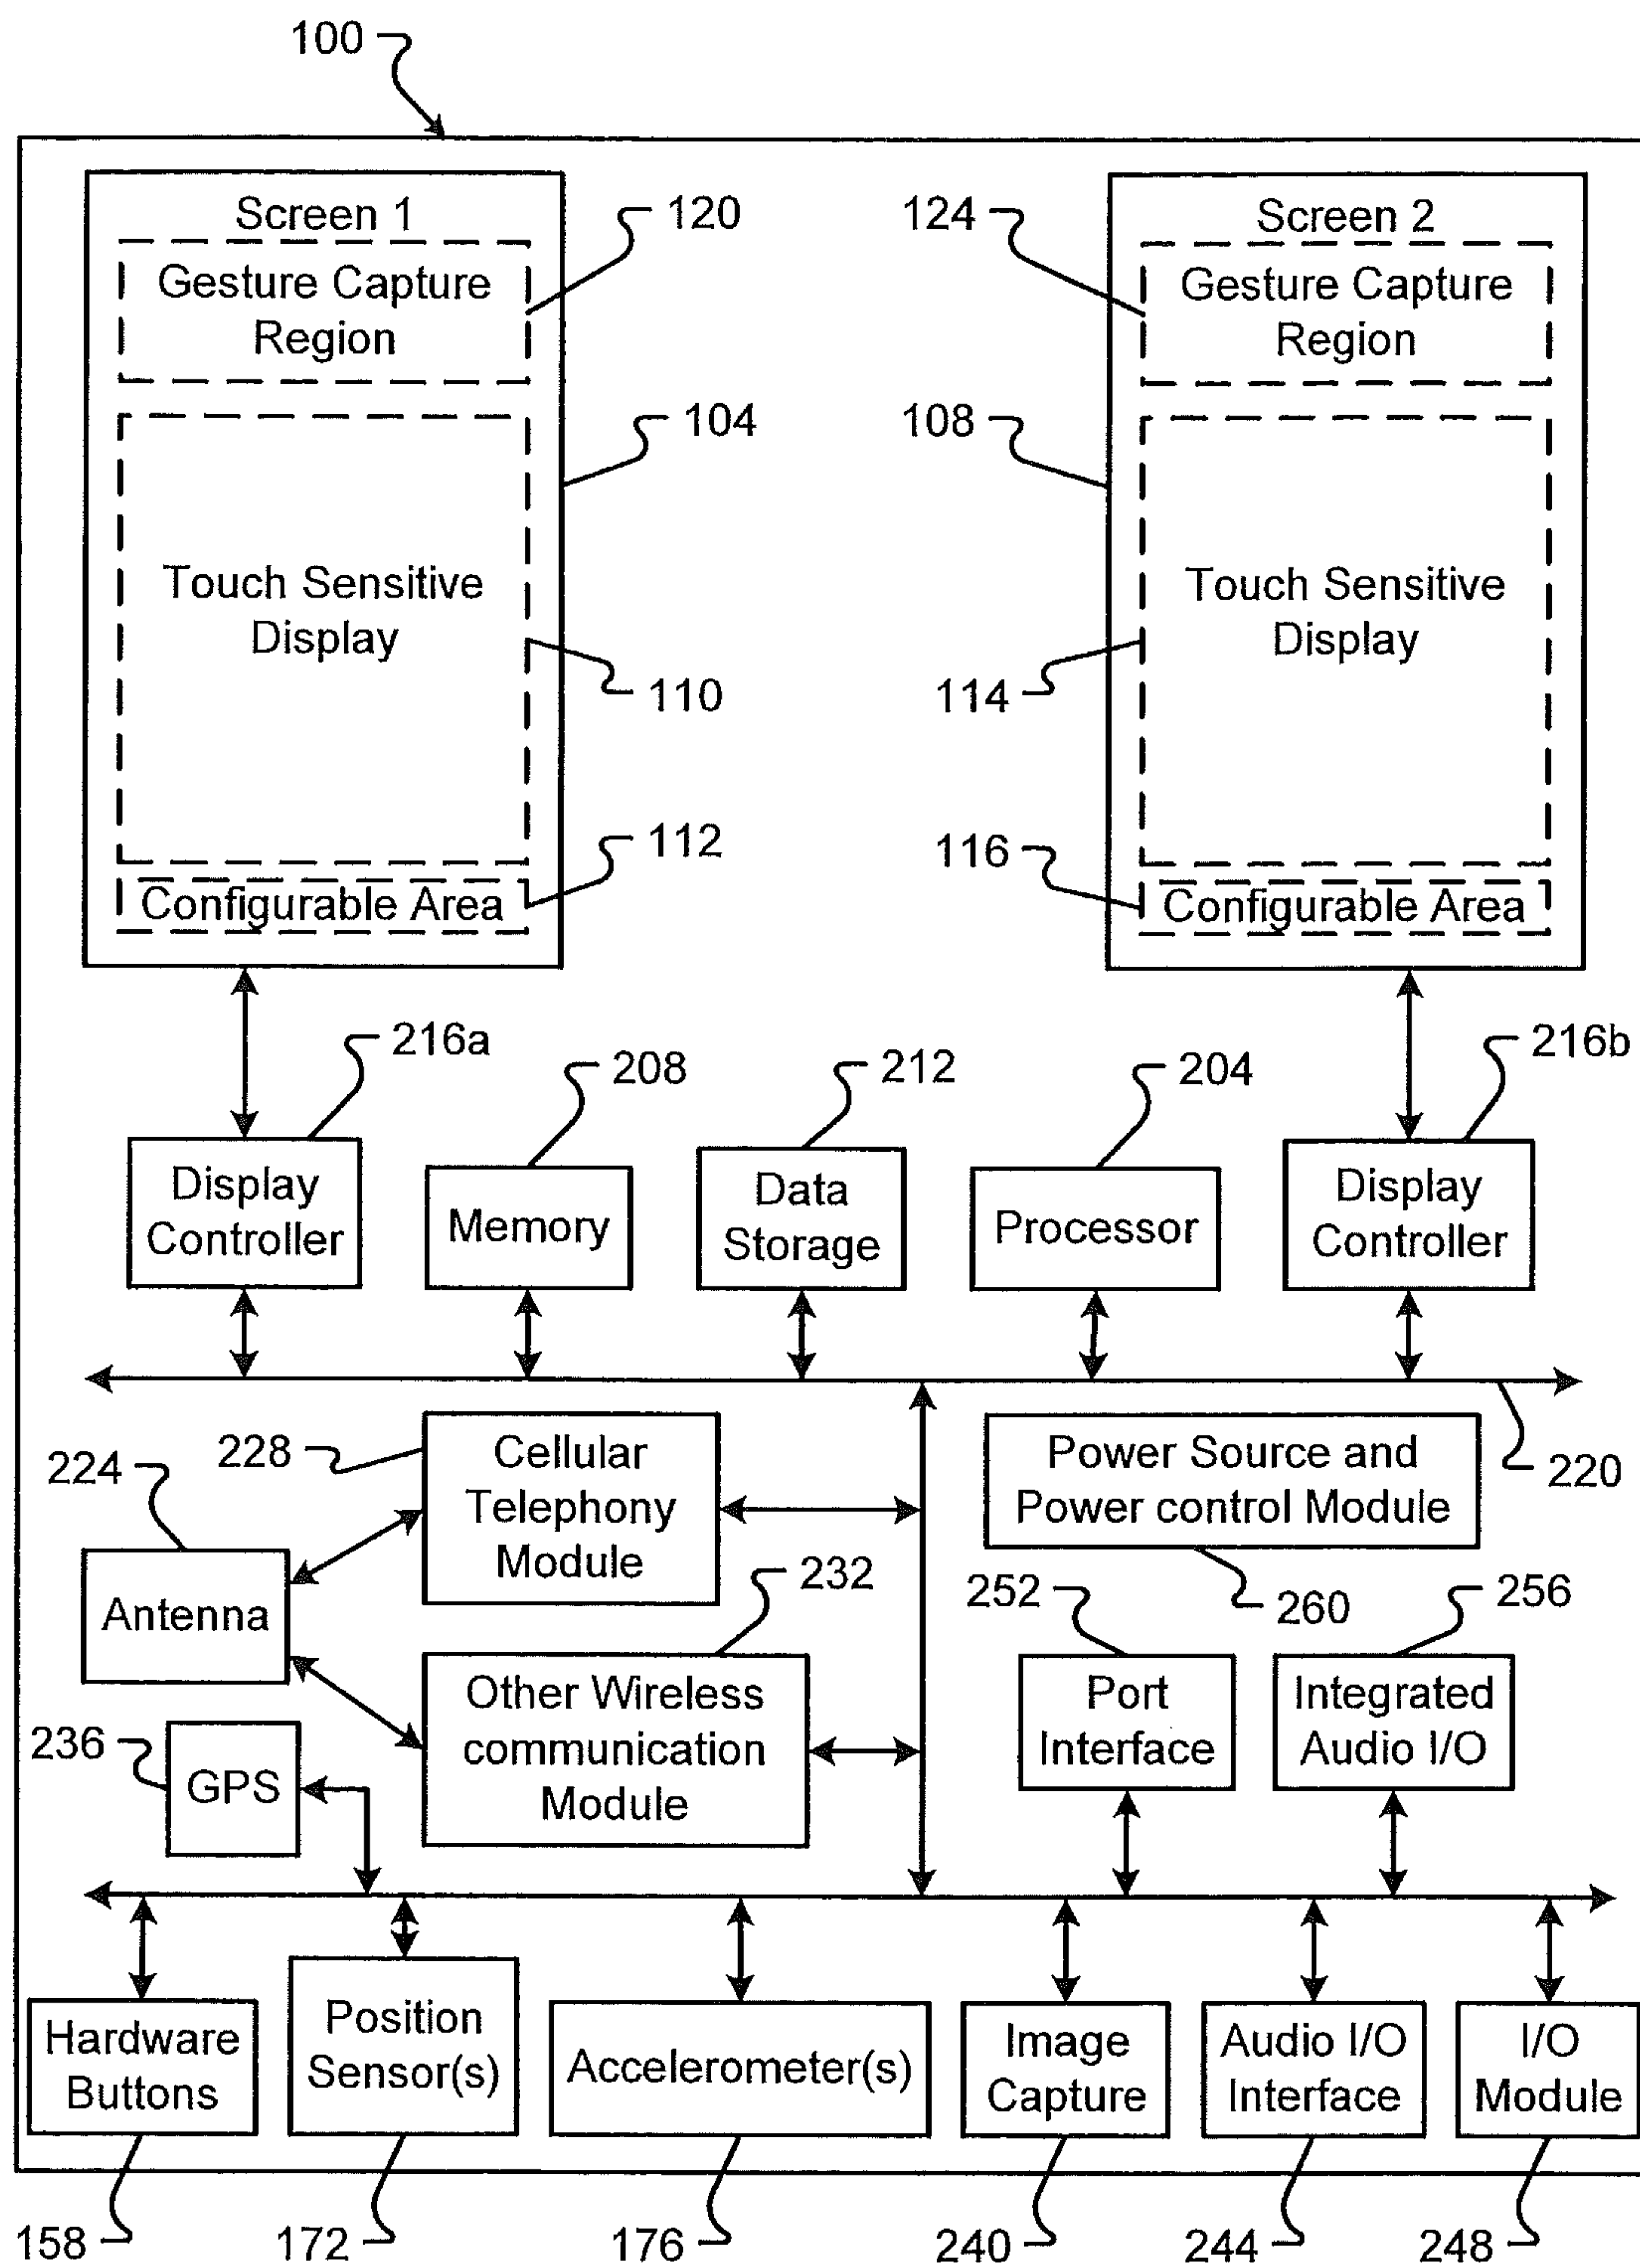 100
Screen 1
Gesture Capture
Region
120
104
Touch Sensitive
Display
110
112
Configurable Area
Screen 2
124
Gesture Capture
Region
108
Touch Sensitive
Display
114
116
Configurable Area
216a
208
212
204
216b
Display
Controller
Memory
Data
Storage
Processor
Display
Controller
220
228
Cellular
Telephony
Module
224
Antenna
Power Source and
Power control Module
260
232
Other Wireless
communication
Module
236
GPS
252
Port
Interface
256
Integrated
Audio I/O
Hardware
Buttons
Position
Sensor(s)
Accelerometer(s)
Image
Capture
Audio I/O
Interface
I/O
Module
158
172
176
240
244
248